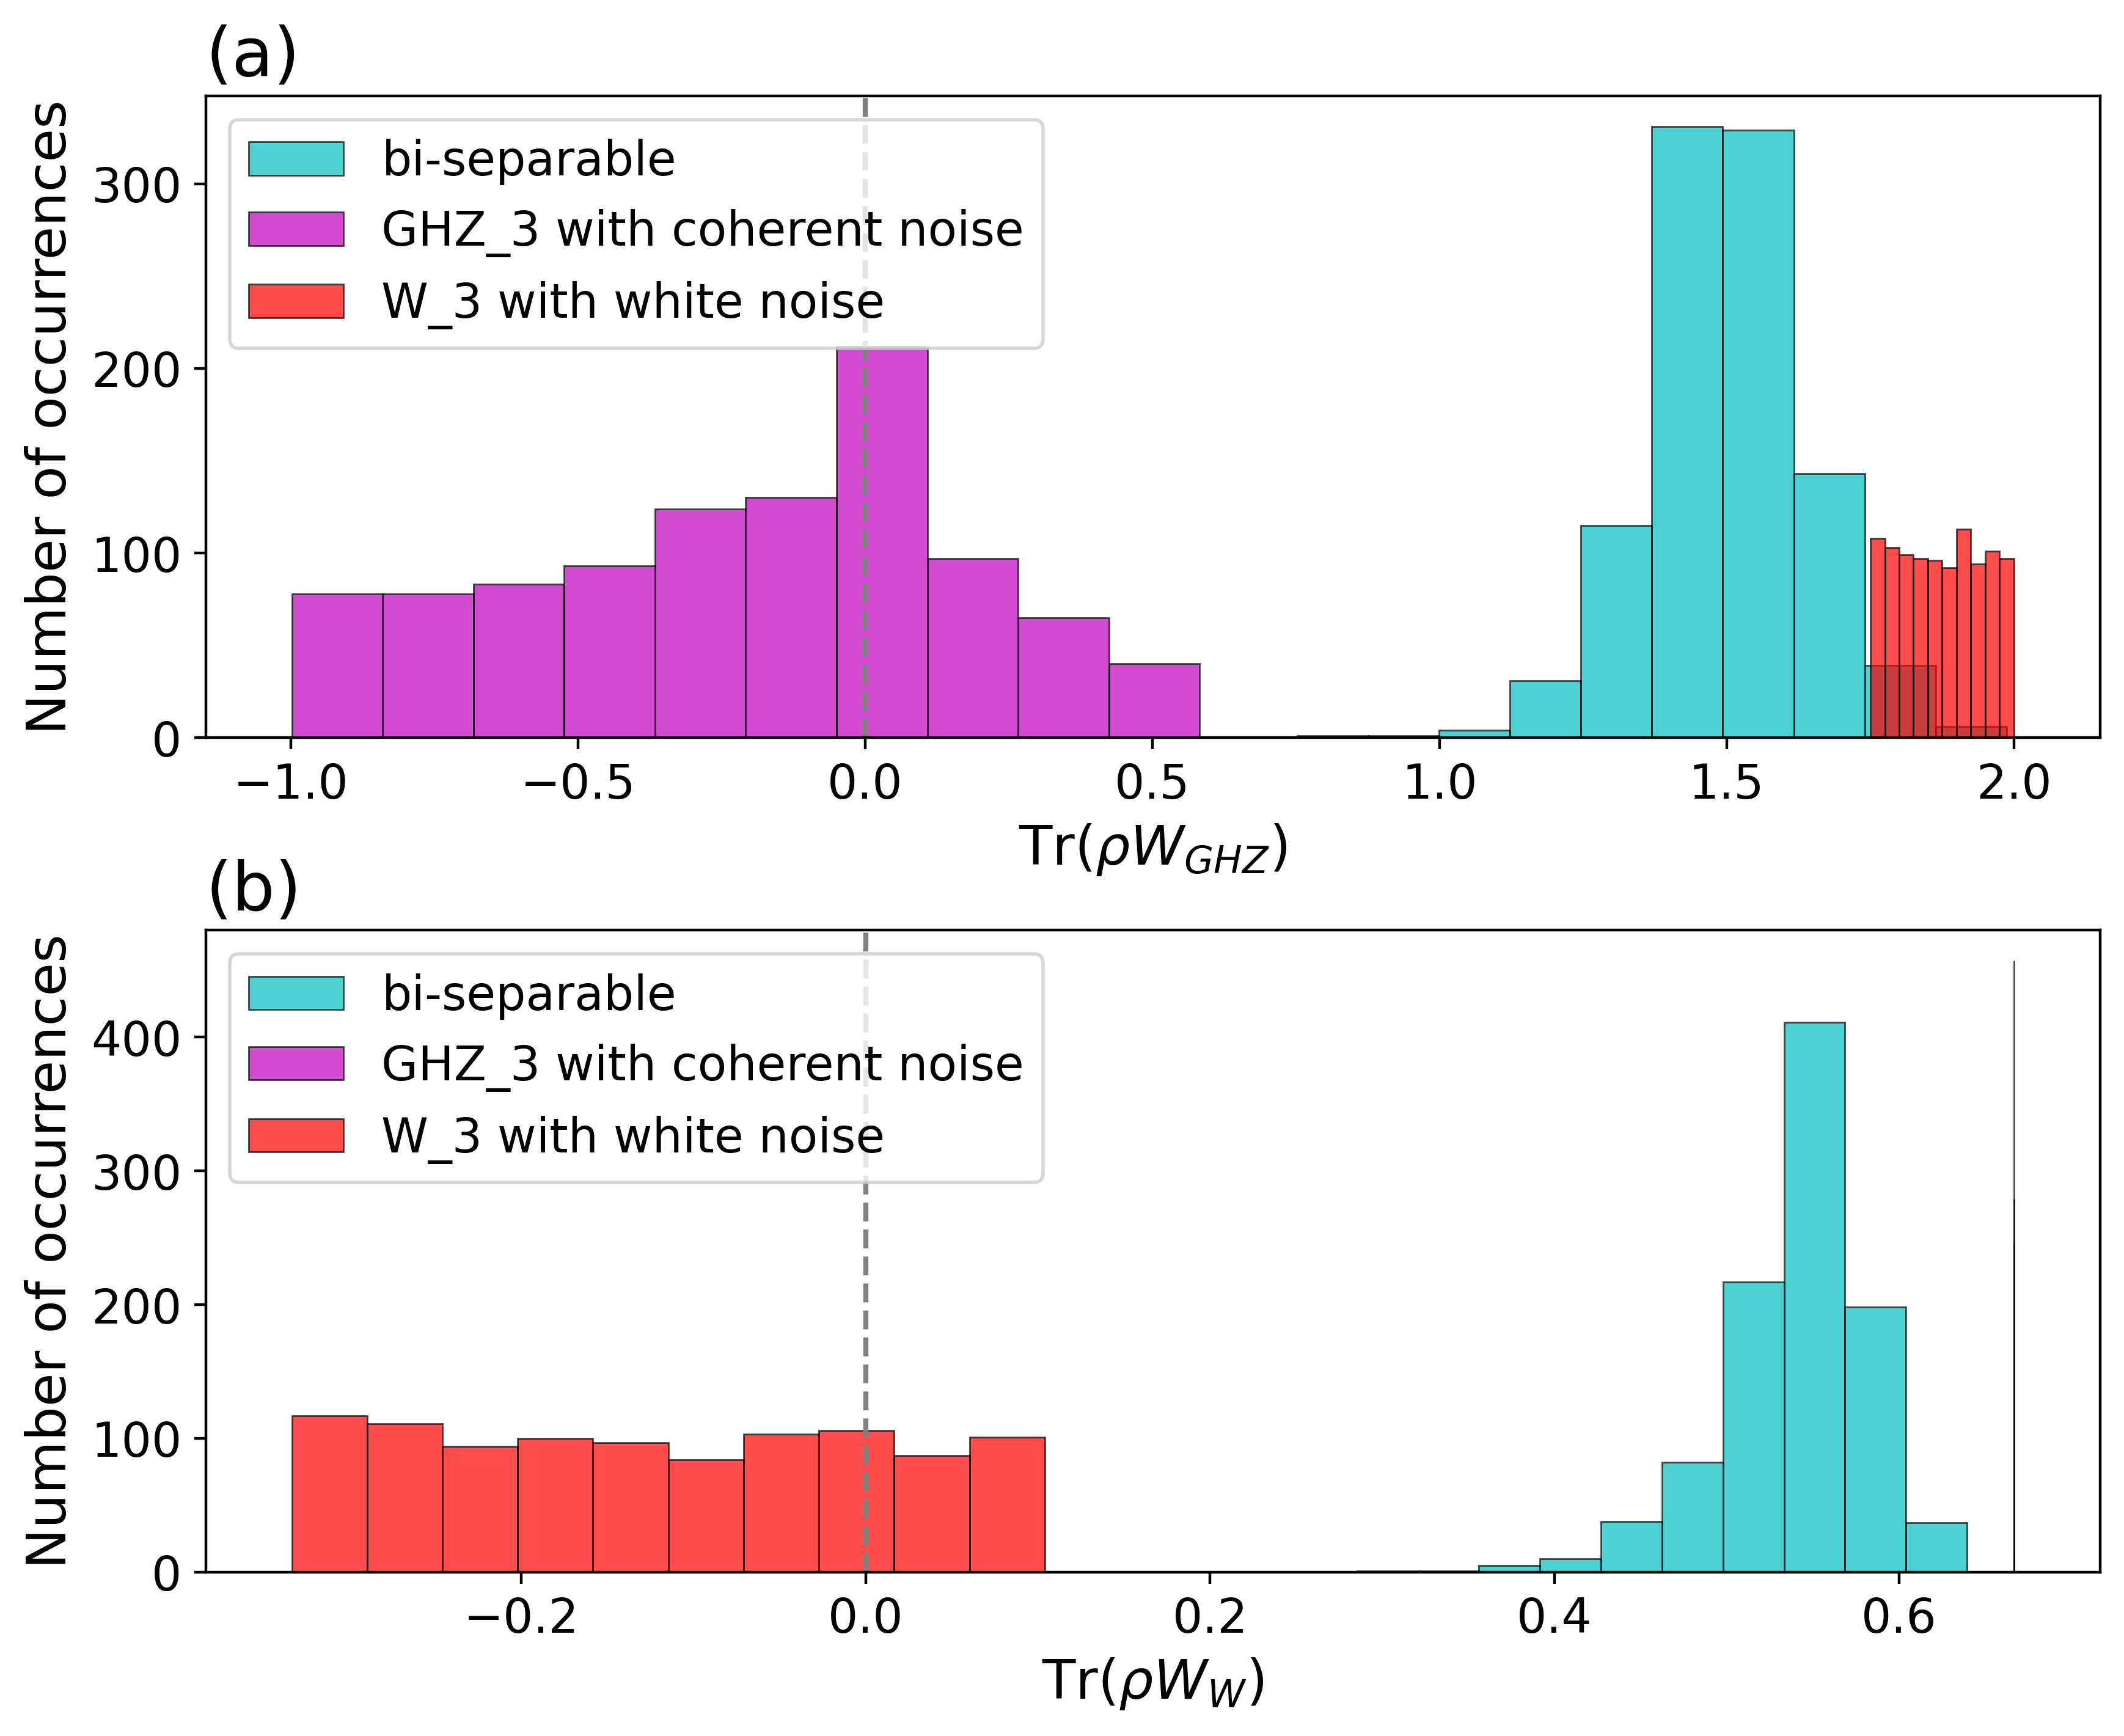 (a)
Number of occurrences
300
200
100
0
bi-separable
GHZ_3 with coherent noise
W_3 with white noise
−1.0 −0.5 0.0 0.5 1.0 1.5 2.0
Tr(ρW_{GHZ})
(b)
Number of occurrences
400
300
200
100
0
bi-separable
GHZ_3 with coherent noise
W_3 with white noise
−0.2 0.0 0.2 0.4 0.6
Tr(ρW_W)